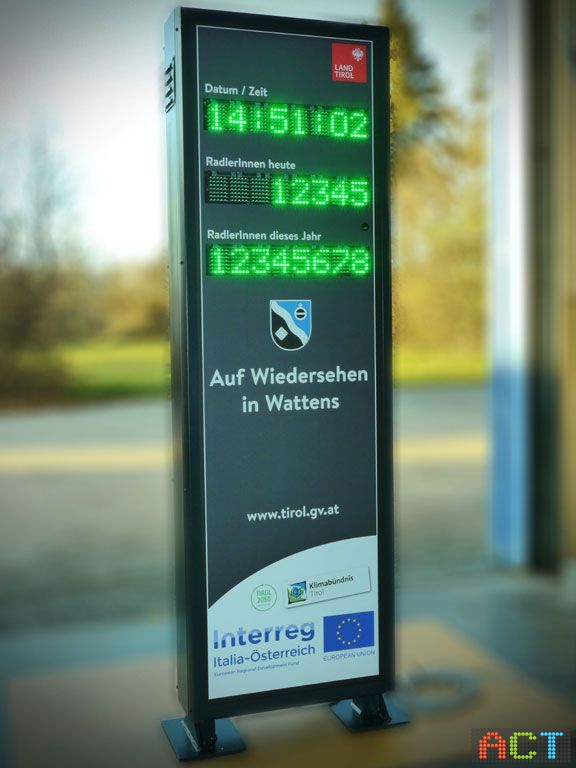 LAND
TIROL
Datum / Zeit
14:51:02
RadlerInnen heute
12345
RadlerInnen dieses Jahr
12345678
Auf Wiedersehen
in Wattens
www.tirol.gv.at
TIROL
2050
Klimabündnis
Tirol
Interreg
Italia-Österreich
European Regional Development Fund
EUROPEAN UNION
ACT